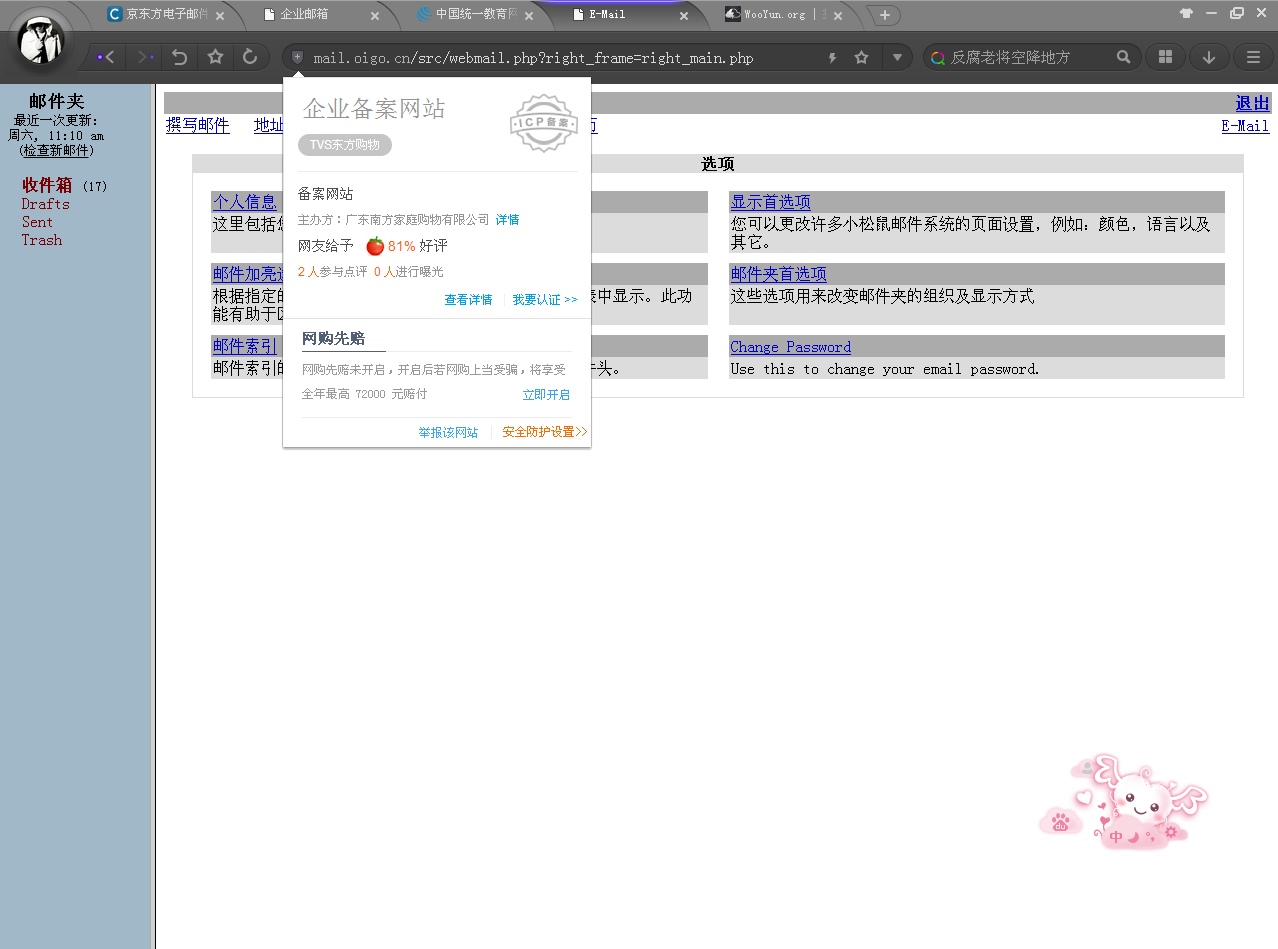 京东方电子邮件
企业邮箱
中国统一教育网
E-Mail
WooYun.org |
mail.oigo.cn/src/webmail.php?right_frame=right_main.php
反腐老将空降地方
邮件夹
最近一次更新:
周六, 11:10 am
(检查新邮件)
收件箱 (17)
Drafts
Sent
Trash
退出
撰写邮件 地址
E-Mail
企业备案网站
ICP备案
TVS东方购物
备案网站
主办方：广东南方家庭购物有限公司 详情
网友给予 81% 好评
2 人参与点评 0 人进行曝光
查看详情 我要认证 >>
网购先赔
网购先赔未开启，开启后若网购上当受骗，将享受
全年最高 72000 元赔付 立即开启
举报该网站 安全防护设置>>
选项
个人信息
这里包括
显示首选项
您可以更改许多小松鼠邮件系统的页面设置，例如：颜色，语言以及
其它。
邮件加亮
根据指定的 表中显示。此功
能有助于
邮件夹首选项
这些选项用来改变邮件夹的组织及显示方式
邮件索引
邮件索引的 头。
Change Password
Use this to change your email password.
du
中